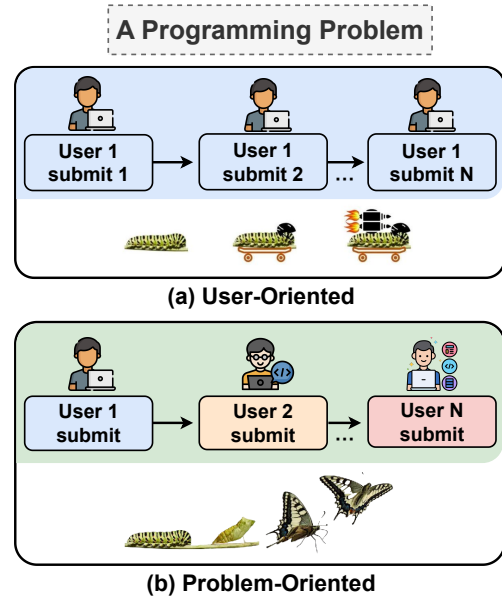 A Programming Problem
User 1
submit 1
User 1
submit 2
...
User 1
submit N
(a) User-Oriented
User 1
submit
User 2
submit
...
User N
submit
(b) Problem-Oriented